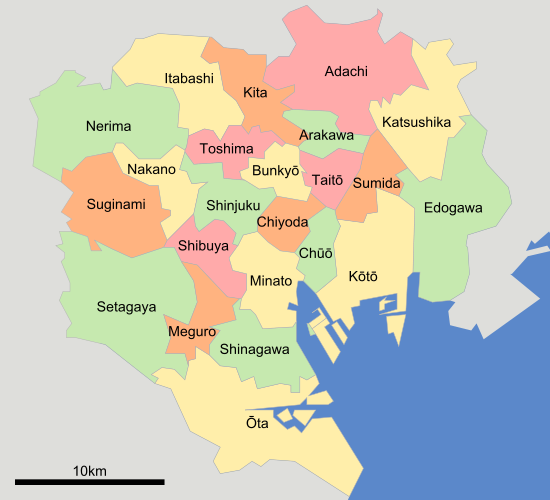 Adachi
Itabashi
Kita
Katsushika
Nerima
Arakawa
Toshima
Nakano
Bunkyō
Taitō
Sumida
Suginami
Shinjuku
Edogawa
Chiyoda
Shibuya
Chūō
Kōtō
Minato
Setagaya
Meguro
Shinagawa
Ōta
10km